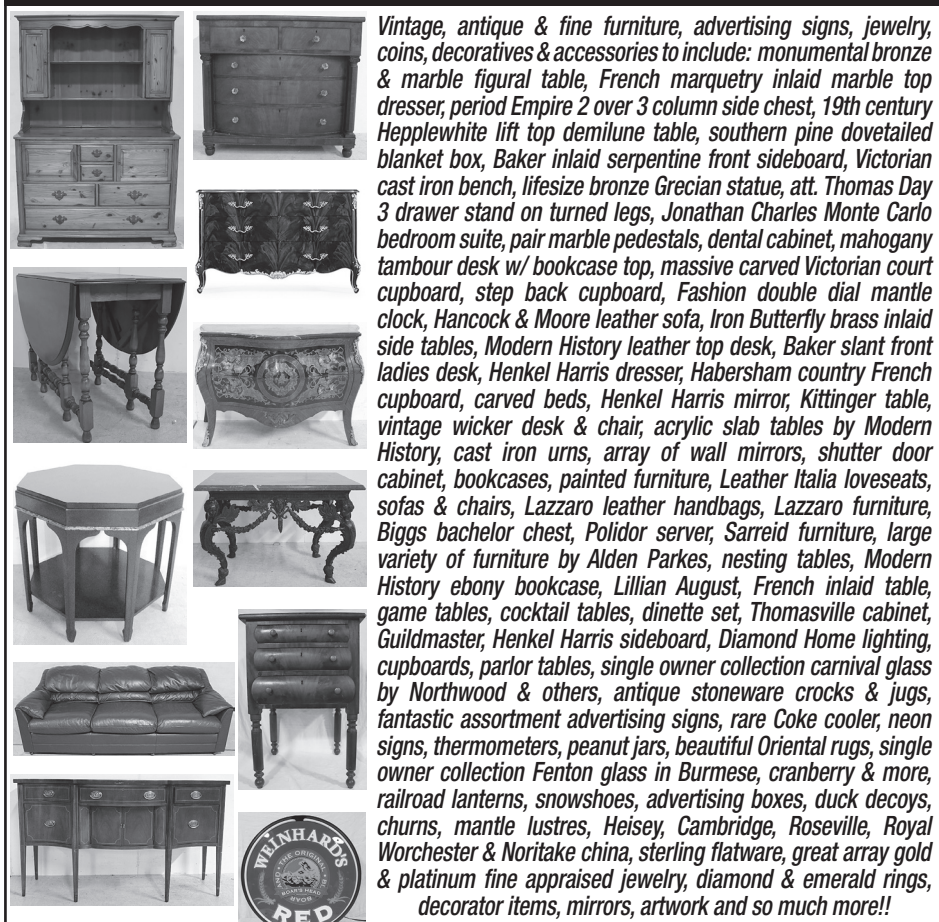 Vintage, antique & fine furniture, advertising signs, jewelry,
coins, decoratives & accessories to include: monumental bronze
& marble figural table, French marquetry inlaid marble top
dresser, period Empire 2 over 3 column side chest, 19th century
Hepplewhite lift top demilune table, southern pine dovetailed
blanket box, Baker inlaid serpentine front sideboard, Victorian
cast iron bench, lifesize bronze Grecian statue, att. Thomas Day
3 drawer stand on turned legs, Jonathan Charles Monte Carlo
bedroom suite, pair marble pedestals, dental cabinet, mahogany
tambour desk w/ bookcase top, massive carved Victorian court
cupboard, step back cupboard, Fashion double dial mantle
clock, Hancock & Moore leather sofa, Iron Butterfly brass inlaid
side tables, Modern History leather top desk, Baker slant front
ladies desk, Henkel Harris dresser, Habersham country French
cupboard, carved beds, Henkel Harris mirror, Kittinger table,
vintage wicker desk & chair, acrylic slab tables by Modern
History, cast iron urns, array of wall mirrors, shutter door
cabinet, bookcases, painted furniture, Leather Italia loveseats,
sofas & chairs, Lazzaro leather handbags, Lazzaro furniture,
Biggs bachelor chest, Polidor server, Sarreid furniture, large
variety of furniture by Alden Parkes, nesting tables, Modern
History ebony bookcase, Lillian August, French inlaid table,
game tables, cocktail tables, dinette set, Thomasville cabinet,
Guildmaster, Henkel Harris sideboard, Diamond Home lighting,
cupboards, parlor tables, single owner collection carnival glass
by Northwood & others, antique stoneware crocks & jugs,
fantastic assortment advertising signs, rare Coke cooler, neon
signs, thermometers, peanut jars, beautiful Oriental rugs, single
owner collection Fenton glass in Burmese, cranberry & more,
railroad lanterns, snowshoes, advertising boxes, duck decoys,
churns, mantle lustres, Heisey, Cambridge, Roseville, Royal
Worchester & Noritake china, sterling flatware, great array gold
& platinum fine appraised jewelry, diamond & emerald rings,
decorator items, mirrors, artwork and so much more!!
WEINHARD'S
THE ORIGINAL
BOAR'S HEAD
RED